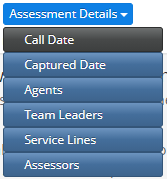 Assessment Details
Call Date
Captured Date
Agents
Team Leaders
Service Lines
Assessors